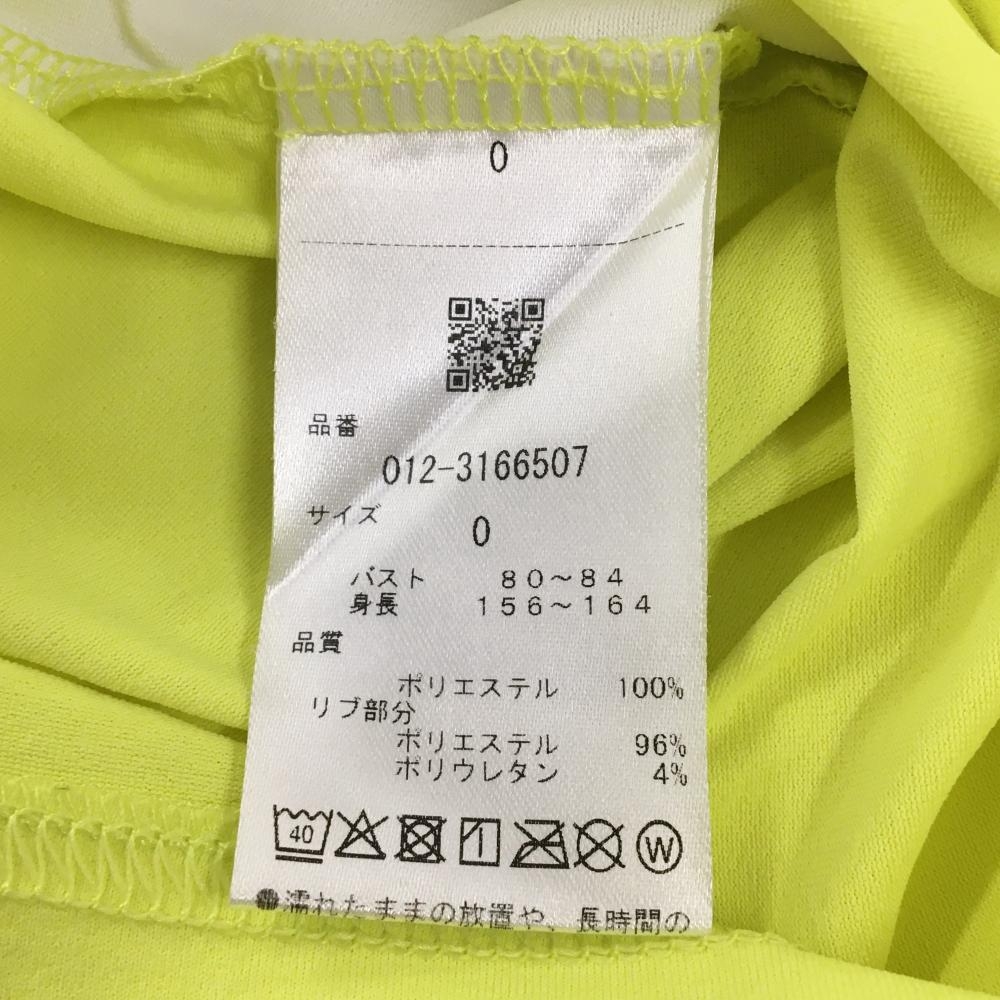 0
品番
012-3166507
サイズ
0
バスト 80～84
身長 156～164
品質
ポリエステル 100%
リブ部分
ポリエステル 96%
ポリウレタン 4%
40 W
●濡れたままの放置や、長時間の